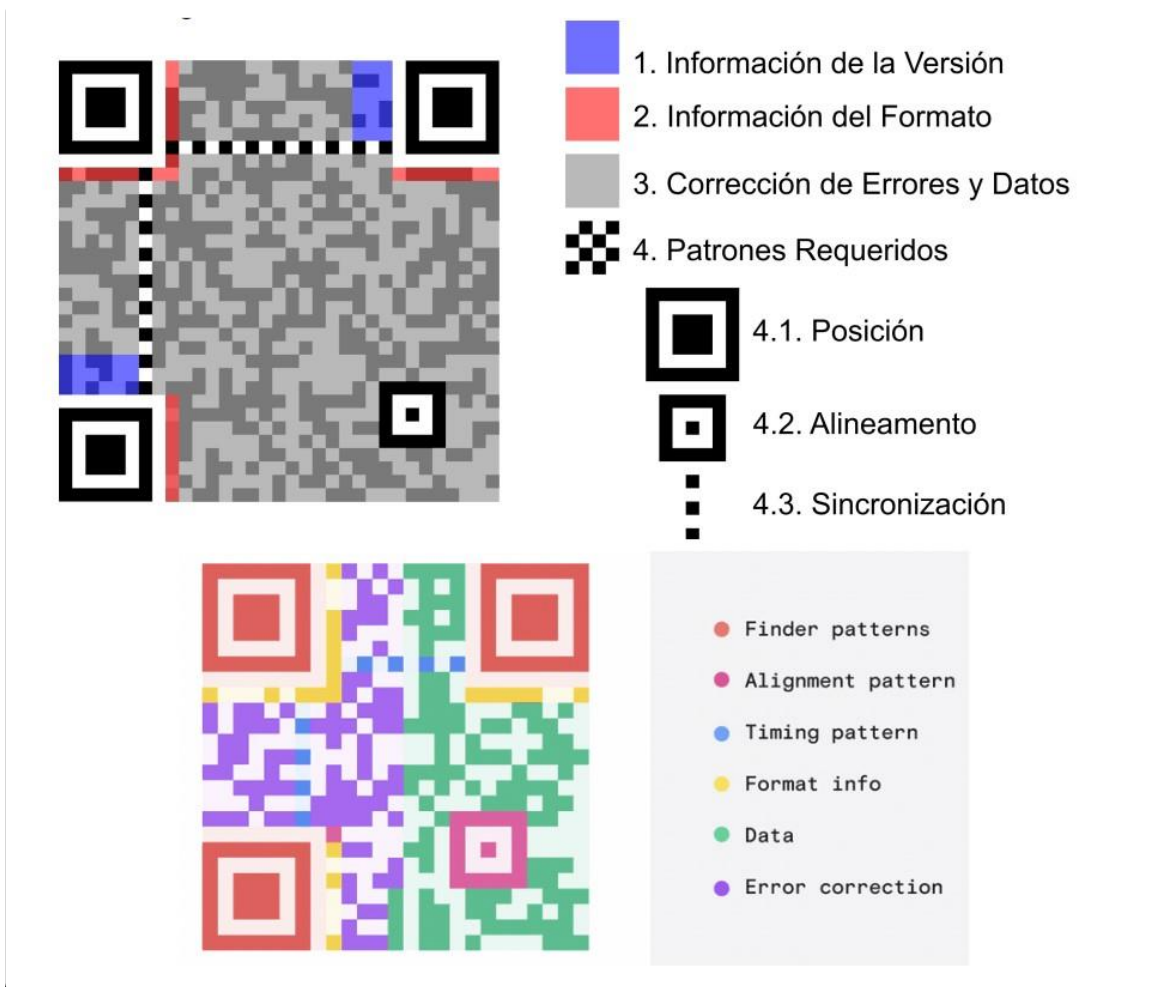 1. Información de la Versión
2. Información del Formato
3. Corrección de Errores y Datos
4. Patrones Requeridos
4.1. Posición
4.2. Alineamento
4.3. Sincronización
Finder patterns
Alignment pattern
Timing pattern
Format info
Data
Error correction